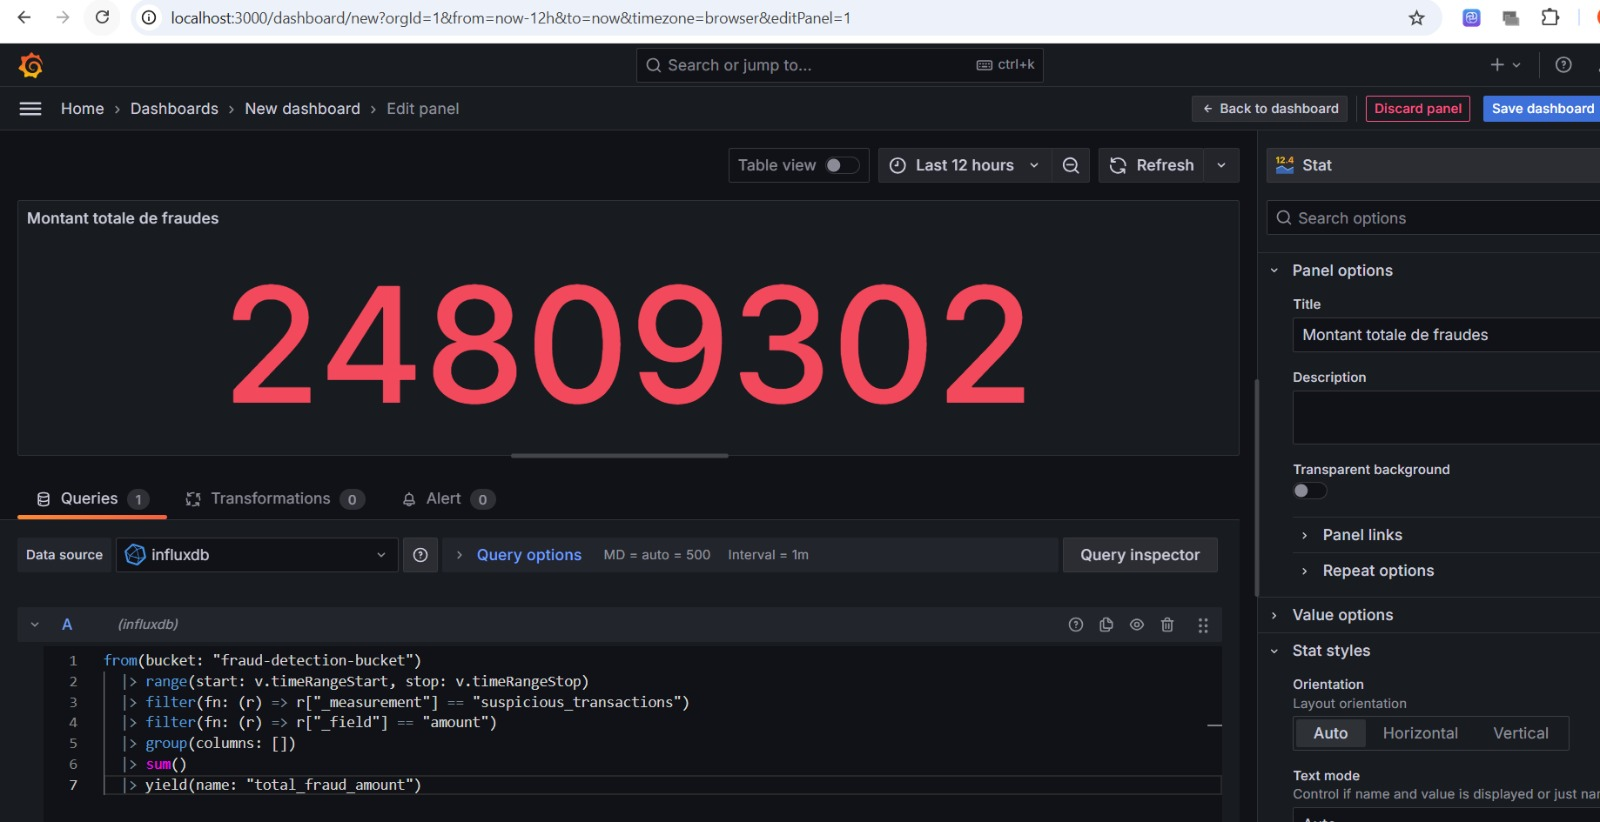 localhost:3000/dashboard/new?orgId=1&from=now-12h&to=now&timezone=browser&editPanel=1
Search or jump to... ctrl+k
Home › Dashboards › New dashboard › Edit panel
Back to dashboard
Discard panel
Save dashboard
Table view
Last 12 hours
Refresh
Montant totale de fraudes
24809302
Queries 1
Transformations 0
Alert 0
Data source
influxdb
Query options
MD = auto = 500
Interval = 1m
Query inspector
A (influxdb)
1 from(bucket: "fraud-detection-bucket")
2 |> range(start: v.timeRangeStart, stop: v.timeRangeStop)
3 |> filter(fn: (r) => r["_measurement"] == "suspicious_transactions")
4 |> filter(fn: (r) => r["_field"] == "amount")
5 |> group(columns: [])
6 |> sum()
7 |> yield(name: "total_fraud_amount")
12.4 Stat
Search options
Panel options
Title
Montant totale de fraudes
Description
Transparent background
Panel links
Repeat options
Value options
Stat styles
Orientation
Layout orientation
Auto Horizontal Vertical
Text mode
Control if name and value is displayed or just